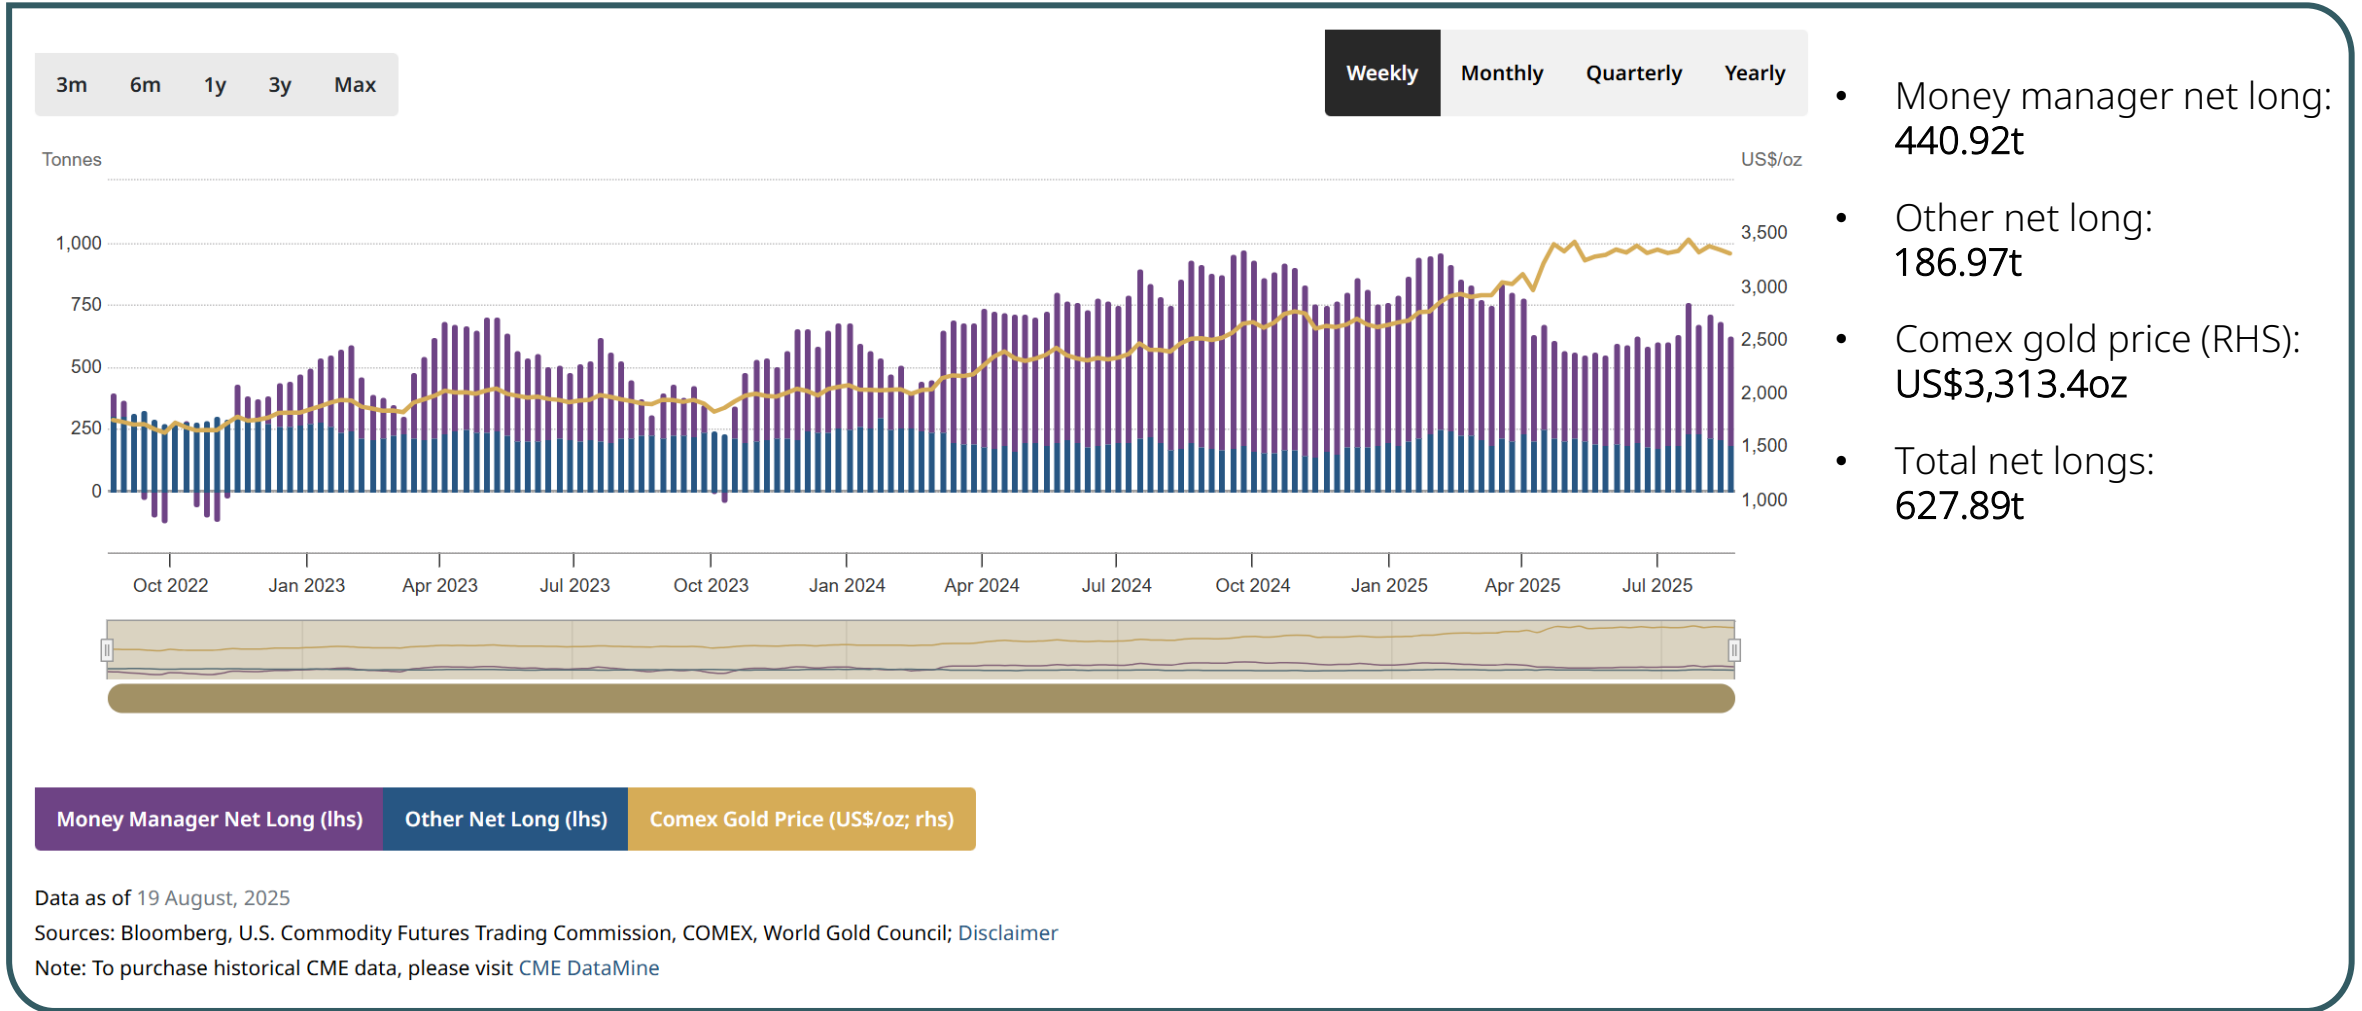 3m 6m 1y 3y Max
Weekly Monthly Quarterly Yearly
Tonnes
US$/oz
1,000
750
500
250
0
3,500
3,000
2,500
2,000
1,500
1,000
Oct 2022 Jan 2023 Apr 2023 Jul 2023 Oct 2023 Jan 2024 Apr 2024 Jul 2024 Oct 2024 Jan 2025 Apr 2025 Jul 2025
Money Manager Net Long (lhs) Other Net Long (lhs) Comex Gold Price (US$/oz; rhs)
Data as of 19 August, 2025
Sources: Bloomberg, U.S. Commodity Futures Trading Commission, COMEX, World Gold Council; Disclaimer
Note: To purchase historical CME data, please visit CME DataMine
• Money manager net long:
440.92t
• Other net long:
186.97t
• Comex gold price (RHS):
US$3,313.4oz
• Total net longs:
627.89t